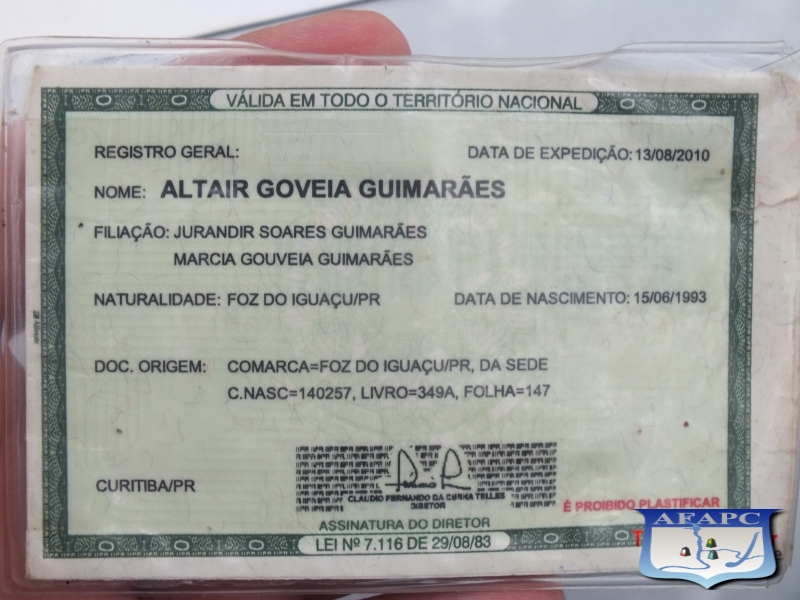 VÁLIDA EM TODO O TERRITÓRIO NACIONAL
REGISTRO GERAL: DATA DE EXPEDIÇÃO: 13/08/2010
NOME: ALTAIR GOVEIA GUIMARÃES
FILIAÇÃO: JURANDIR SOARES GUIMARÃES
MARCIA GOUVEIA GUIMARÃES
NATURALIDADE: FOZ DO IGUAÇU/PR DATA DE NASCIMENTO: 15/06/1993
DOC. ORIGEM: COMARCA=FOZ DO IGUAÇU/PR, DA SEDE
C.NASC=140257, LIVRO=349A, FOLHA=147
CURITIBA/PR
CLAUDIO FERNANDO DA CUNHA TELLES
DIRETOR
É PROIBIDO PLASTIFICAR
ASSINATURA DO DIRETOR
LEI Nº 7.116 DE 29/08/83
AFAPC